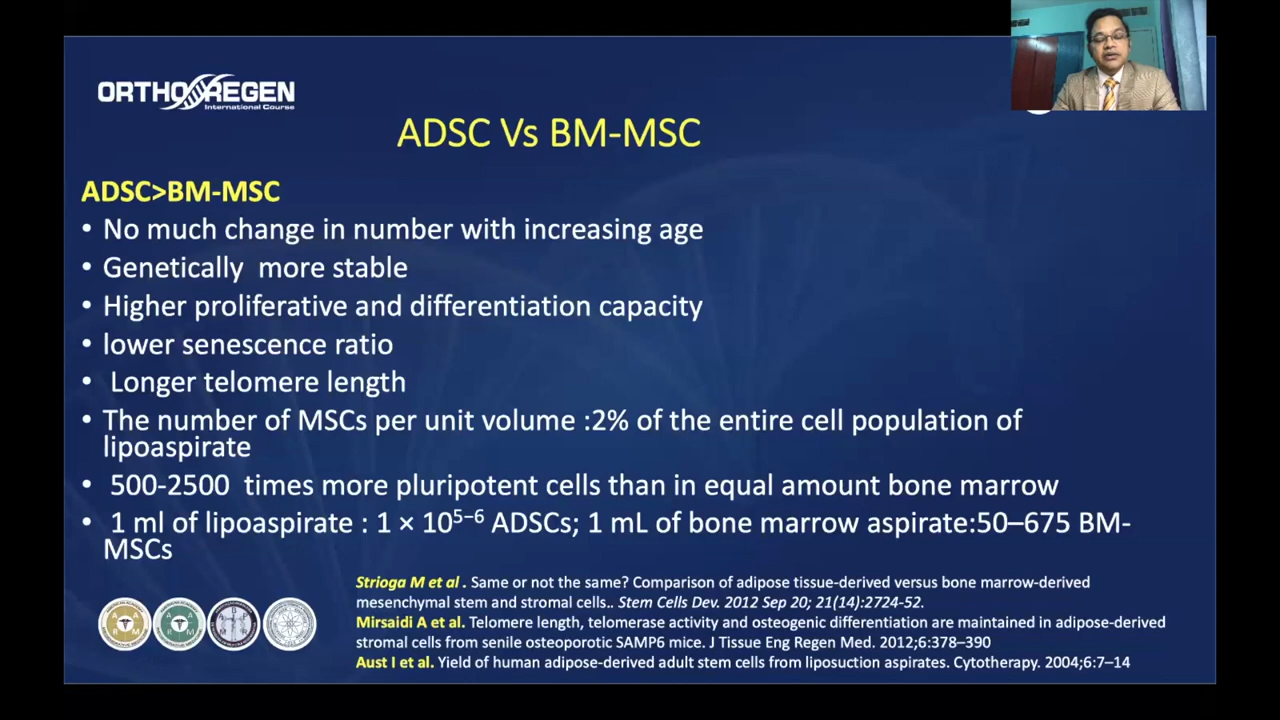 ORTHO REGEN
International Course
ADSC Vs BM-MSC
ADSC>BM-MSC
• No much change in number with increasing age
• Genetically more stable
• Higher proliferative and differentiation capacity
• lower senescence ratio
• Longer telomere length
• The number of MSCs per unit volume :2% of the entire cell population of
lipoaspirate
• 500-2500 times more pluripotent cells than in equal amount bone marrow
• 1 ml of lipoaspirate : 1 × 10⁵⁻⁶ ADSCs; 1 mL of bone marrow aspirate:50–675 BM-
MSCs
Strioga M et al . Same or not the same? Comparison of adipose tissue-derived versus bone marrow-derived
mesenchymal stem and stromal cells.. Stem Cells Dev. 2012 Sep 20; 21(14):2724-52.
Mirsaidi A et al. Telomere length, telomerase activity and osteogenic differentiation are maintained in adipose-derived
stromal cells from senile osteoporotic SAMP6 mice. J Tissue Eng Regen Med. 2012;6:378–390
Aust I et al. Yield of human adipose-derived adult stem cells from liposuction aspirates. Cytotherapy. 2004;6:7–14